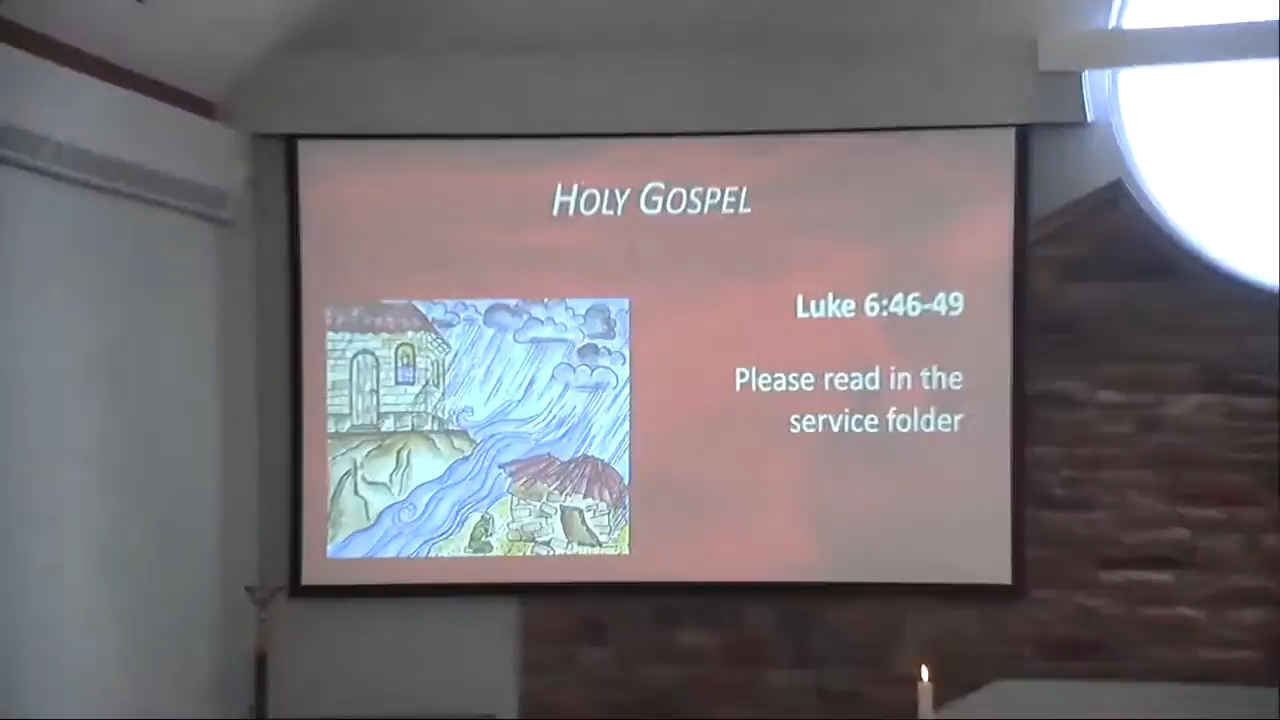 HOLY GOSPEL
Luke 6:46-49
Please read in the
service folder